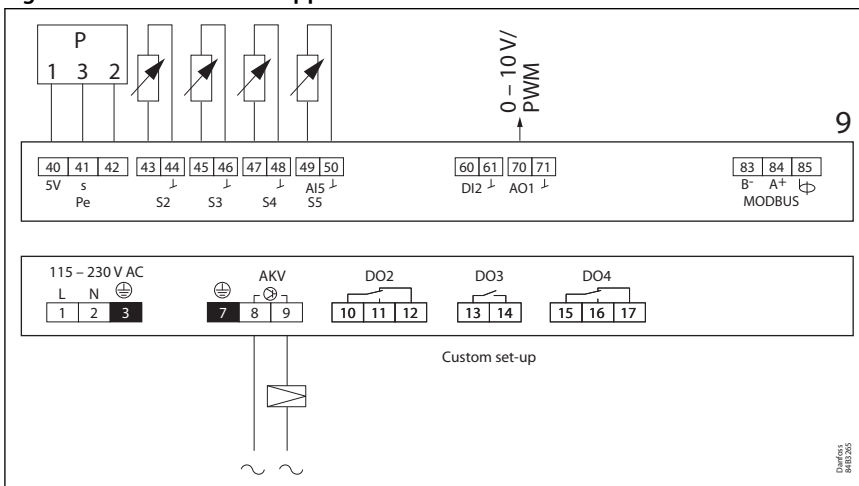 P
1 3 2
0 – 10 V/
PWM
9
40 41 42 43 44 45 46 47 48 49 50 60 61 70 71 83 84 85
5V s AI5 DI2 AO1 B- A+
Pe S2 S3 S4 S5 MODBUS
115 – 230 V AC AKV DO2 DO3 DO4
L N
1 2 3 7 8 9 10 11 12 13 14 15 16 17
Custom set-up
Danfoss
84B3265